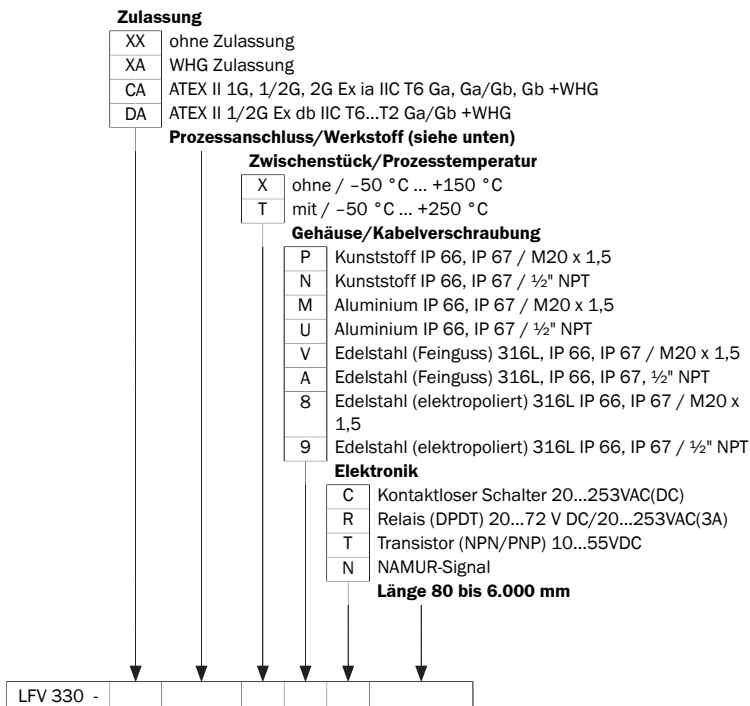 Zulassung
XX ohne Zulassung
XA WHG Zulassung
CA ATEX II 1G, 1/2G, 2G Ex ia IIC T6 Ga, Ga/Gb, Gb +WHG
DA ATEX II 1/2G Ex db IIC T6...T2 Ga/Gb +WHG
Prozessanschluss/Werkstoff (siehe unten)
Zwischenstück/Prozesstemperatur
X ohne / –50 °C ... +150 °C
T mit / –50 °C ... +250 °C
Gehäuse/Kabelverschraubung
P Kunststoff IP 66, IP 67 / M20 x 1,5
N Kunststoff IP 66, IP 67 / ½" NPT
M Aluminium IP 66, IP 67 / M20 x 1,5
U Aluminium IP 66, IP 67 / ½" NPT
V Edelstahl (Feinguss) 316L, IP 66, IP 67 / M20 x 1,5
A Edelstahl (Feinguss) 316L, IP 66, IP 67, ½" NPT
8 Edelstahl (elektropoliert) 316L IP 66, IP 67 / M20 x
1,5
9 Edelstahl (elektropoliert) 316L IP 66, IP 67 / ½" NPT
Elektronik
C Kontaktloser Schalter 20...253VAC(DC)
R Relais (DPDT) 20...72 V DC/20...253VAC(3A)
T Transistor (NPN/PNP) 10...55VDC
N NAMUR-Signal
Länge 80 bis 6.000 mm
LFV 330 -